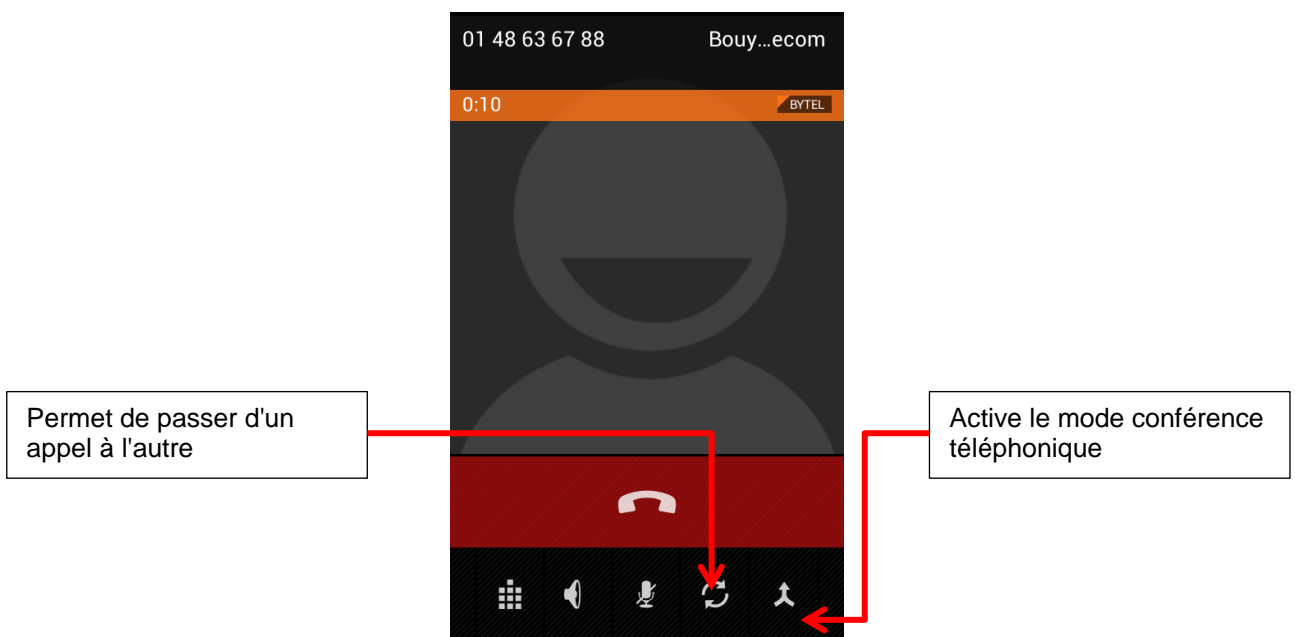 01 48 63 67 88 Bouy...ecom
0:10 BYTEL
Permet de passer d'un
appel à l'autre
Active le mode conférence
téléphonique